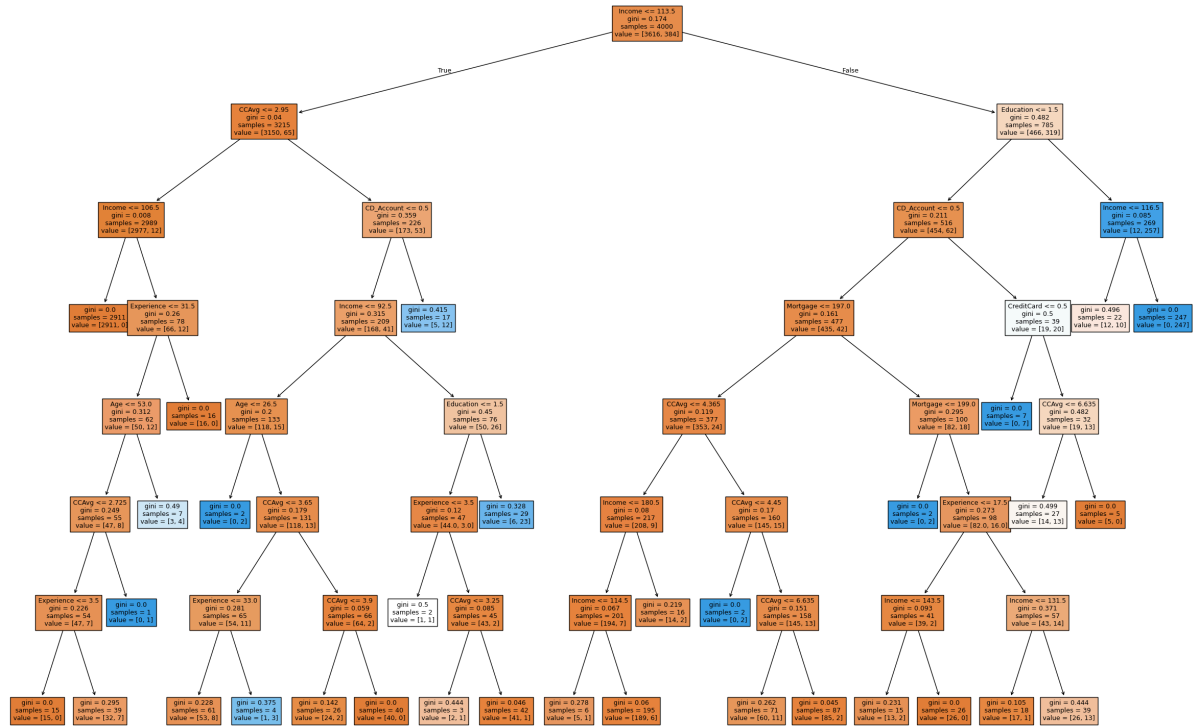 Income <= 113.5
gini = 0.174
samples = 4000
value = [3616, 384]
True
False
CCAvg <= 2.95
gini = 0.04
samples = 3215
value = [3150, 65]
Education <= 1.5
gini = 0.482
samples = 785
value = [466, 319]
Income <= 106.5
gini = 0.008
samples = 2989
value = [2977, 12]
CD_Account <= 0.5
gini = 0.359
samples = 226
value = [173, 53]
CD_Account <= 0.5
gini = 0.211
samples = 516
value = [454, 62]
Income <= 116.5
gini = 0.085
samples = 269
value = [12, 257]
gini = 0.0
samples = 2911
value = [2911, 0]
Experience <= 31.5
gini = 0.26
samples = 78
value = [66, 12]
Income <= 92.5
gini = 0.315
samples = 209
value = [168, 41]
gini = 0.415
samples = 17
value = [5, 12]
Mortgage <= 197.0
gini = 0.161
samples = 477
value = [435, 42]
CreditCard <= 0.5
gini = 0.5
samples = 39
value = [19, 20]
gini = 0.496
samples = 22
value = [12, 10]
gini = 0.0
samples = 247
value = [0, 247]
Age <= 53.0
gini = 0.312
samples = 62
value = [50, 12]
gini = 0.0
samples = 16
value = [16, 0]
Age <= 26.5
gini = 0.2
samples = 133
value = [118, 15]
Education <= 1.5
gini = 0.45
samples = 76
value = [50, 26]
CCAvg <= 4.365
gini = 0.119
samples = 377
value = [353, 24]
Mortgage <= 199.0
gini = 0.295
samples = 100
value = [82, 18]
gini = 0.0
samples = 7
value = [0, 7]
CCAvg <= 6.635
gini = 0.482
samples = 32
value = [19, 13]
CCAvg <= 2.725
gini = 0.249
samples = 55
value = [47, 8]
gini = 0.49
samples = 7
value = [3, 4]
gini = 0.0
samples = 2
value = [0, 2]
CCAvg <= 3.65
gini = 0.179
samples = 131
value = [118, 13]
Experience <= 3.5
gini = 0.12
samples = 47
value = [44.0, 3.0]
gini = 0.328
samples = 29
value = [6, 23]
Income <= 180.5
gini = 0.08
samples = 217
value = [208, 9]
CCAvg <= 4.45
gini = 0.17
samples = 160
value = [145, 15]
gini = 0.0
samples = 2
value = [0, 2]
Experience <= 17.5
gini = 0.273
samples = 98
value = [82.0, 16.0]
gini = 0.499
samples = 27
value = [14, 13]
gini = 0.0
samples = 5
value = [5, 0]
Experience <= 3.5
gini = 0.226
samples = 54
value = [47, 7]
gini = 0.0
samples = 1
value = [0, 1]
Experience <= 33.0
gini = 0.281
samples = 65
value = [54, 11]
CCAvg <= 3.9
gini = 0.059
samples = 66
value = [64, 2]
gini = 0.5
samples = 2
value = [1, 1]
CCAvg <= 3.25
gini = 0.085
samples = 45
value = [43, 2]
Income <= 114.5
gini = 0.067
samples = 201
value = [194, 7]
gini = 0.219
samples = 16
value = [14, 2]
gini = 0.0
samples = 2
value = [0, 2]
CCAvg <= 6.635
gini = 0.151
samples = 158
value = [145, 13]
Income <= 143.5
gini = 0.093
samples = 41
value = [39, 2]
Income <= 131.5
gini = 0.371
samples = 57
value = [43, 14]
gini = 0.0
samples = 15
value = [15, 0]
gini = 0.295
samples = 39
value = [32, 7]
gini = 0.228
samples = 61
value = [53, 8]
gini = 0.375
samples = 4
value = [1, 3]
gini = 0.142
samples = 26
value = [24, 2]
gini = 0.0
samples = 40
value = [40, 0]
gini = 0.444
samples = 3
value = [2, 1]
gini = 0.046
samples = 42
value = [41, 1]
gini = 0.278
samples = 6
value = [5, 1]
gini = 0.06
samples = 195
value = [189, 6]
gini = 0.262
samples = 71
value = [60, 11]
gini = 0.045
samples = 87
value = [85, 2]
gini = 0.231
samples = 15
value = [13, 2]
gini = 0.0
samples = 26
value = [26, 0]
gini = 0.105
samples = 18
value = [17, 1]
gini = 0.444
samples = 39
value = [26, 13]